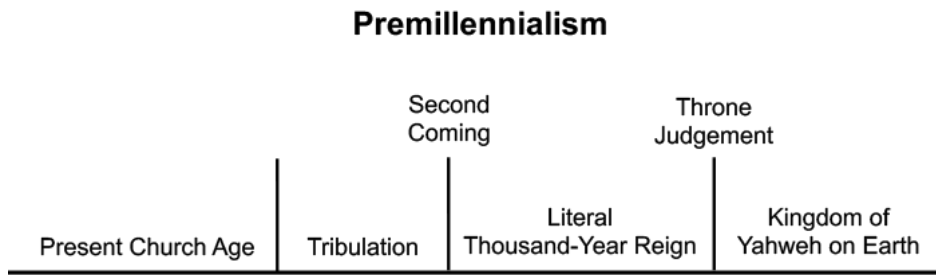 Premillennialism
Second
Coming
Throne
Judgement
Present Church Age
Tribulation
Literal
Thousand-Year Reign
Kingdom of
Yahweh on Earth